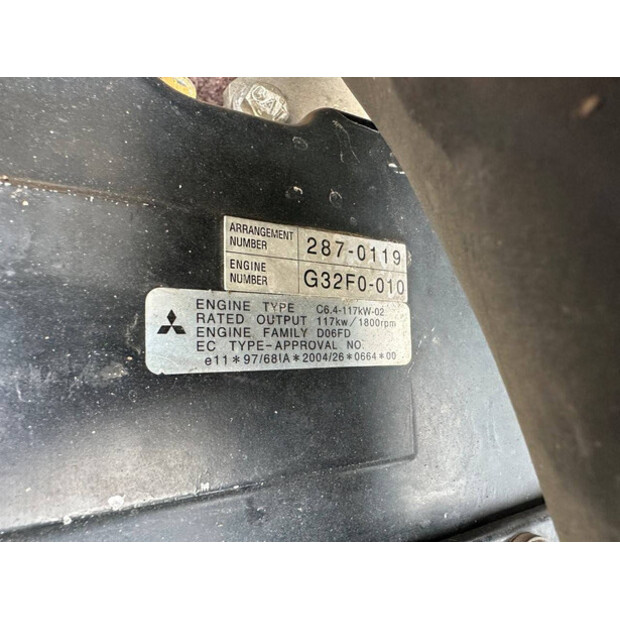 ARRANGEMENT NUMBER 287-0119
ENGINE NUMBER G32F0-010
ENGINE TYPE C6.4-117kW-02
RATED OUTPUT 117kw/1800rpm
ENGINE FAMILY D06FD
EC TYPE-APPROVAL NO.
e11*97/68IA*2004/26*0664*00